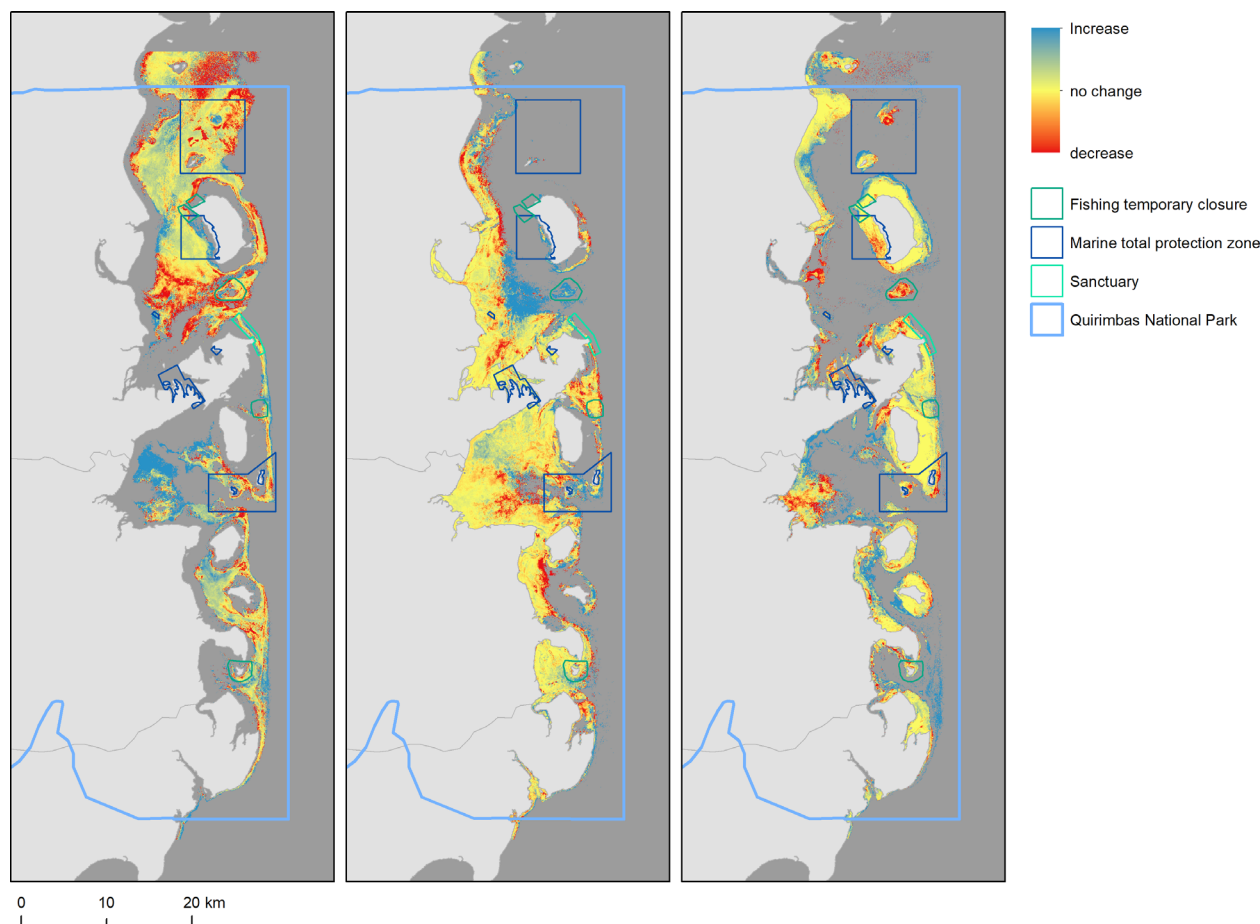 Increase
no change
decrease
Fishing temporary closure
Marine total protection zone
Sanctuary
Quirimbas National Park
0 10 20 km